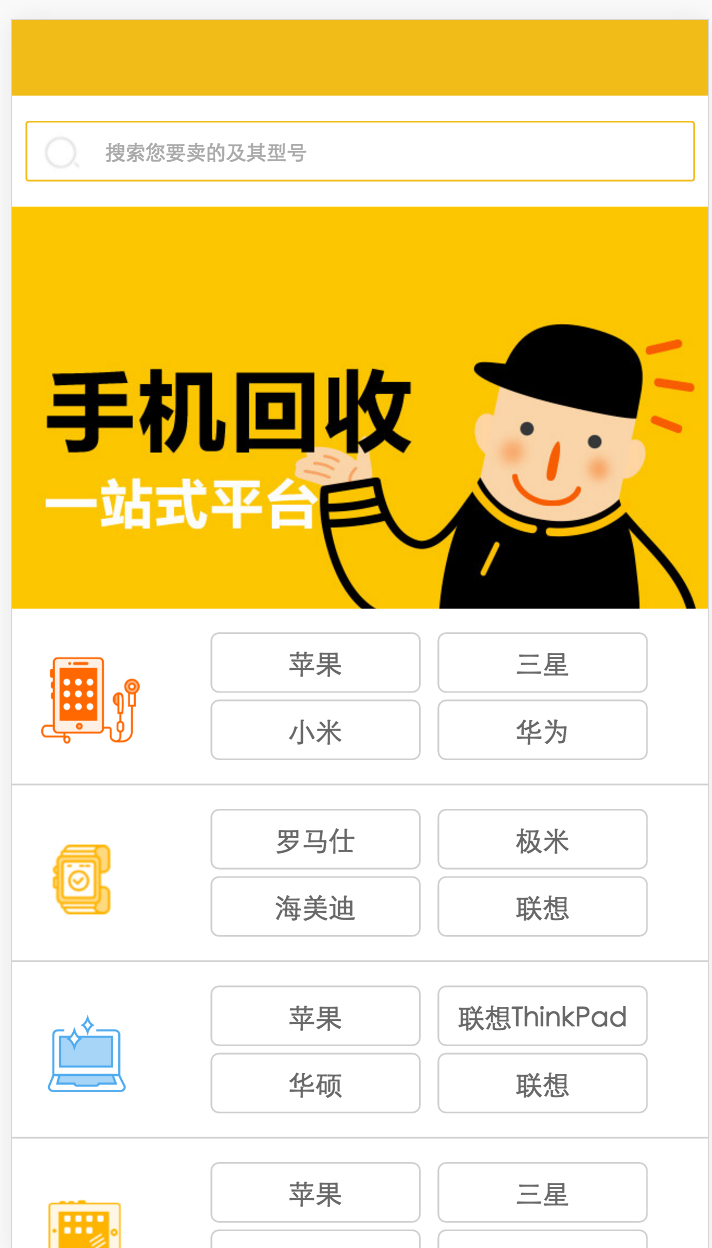 搜索您要卖的及其型号
手机回收
一站式平台
苹果 三星
小米 华为
罗马仕 极米
海美迪 联想
苹果 联想ThinkPad
华硕 联想
苹果 三星